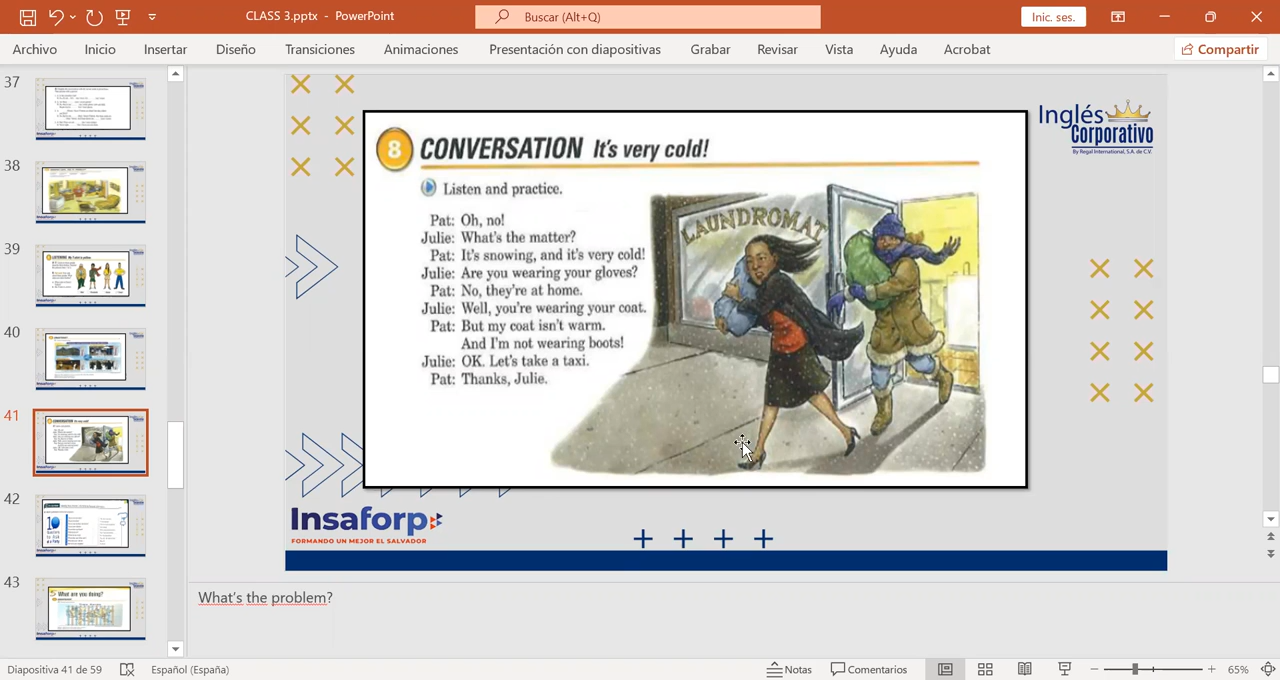 CLASS 3.pptx - PowerPoint
Buscar (Alt+Q)
Inic. ses.
Archivo Inicio Insertar Diseño Transiciones Animaciones Presentación con diapositivas Grabar Revisar Vista Ayuda Acrobat
Compartir
37
38
39
40
41
42
43
Inglés
Corporativo
By Regal International, S.A. de C.V.
8 CONVERSATION It's very cold!
Listen and practice.
Pat: Oh, no!
Julie: What's the matter?
Pat: It's snowing, and it's very cold!
Julie: Are you wearing your gloves?
Pat: No, they're at home.
Julie: Well, you're wearing your coat.
Pat: But my coat isn't warm.
And I'm not wearing boots!
Julie: OK. Let's take a taxi.
Pat: Thanks, Julie.
LAUNDROMAT
Insaforp
FORMANDO UN MEJOR EL SALVADOR
What's the problem?
Diapositiva 41 de 59 Español (España) Notas Comentarios 65%